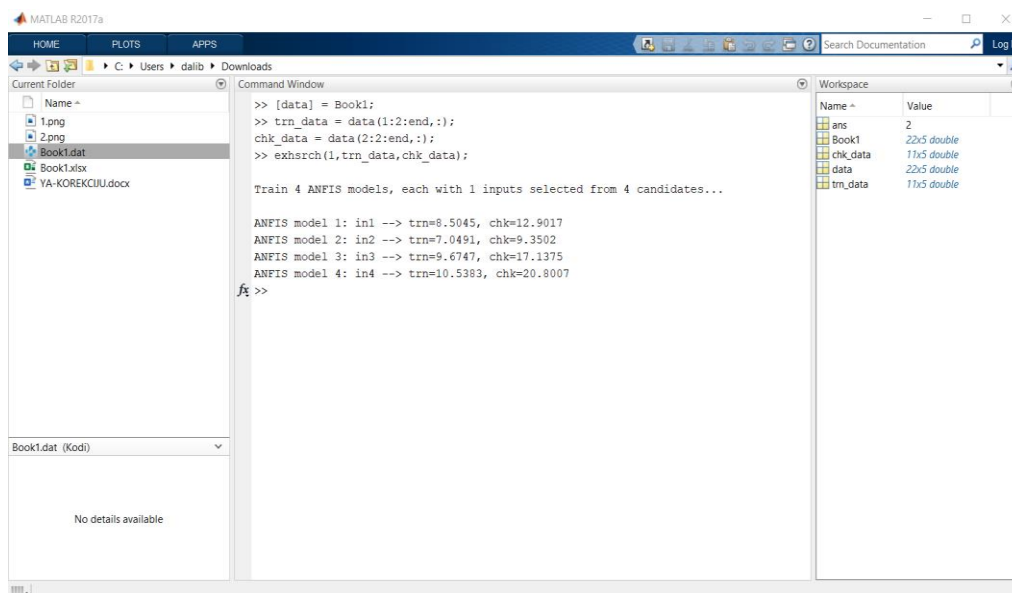 MATLAB R2017a
HOME PLOTS APPS
Search Documentation
Log
C: Users dalib Downloads
Current Folder
Name
1.png
2.png
Book1.dat
Book1.xlsx
YA-KOREKCIJU.docx
Book1.dat (Kodi)
No details available
Command Window
>> [data] = Book1;
>> trn_data = data(1:2:end,:);
chk_data = data(2:2:end,:);
>> exhsrch(1,trn_data,chk_data);
Train 4 ANFIS models, each with 1 inputs selected from 4 candidates...
ANFIS model 1: in1 --> trn=8.5045, chk=12.9017
ANFIS model 2: in2 --> trn=7.0491, chk=9.3502
ANFIS model 3: in3 --> trn=9.6747, chk=17.1375
ANFIS model 4: in4 --> trn=10.5383, chk=20.8007
fx >>
Workspace
Name Value
ans 2
Book1 22x5 double
chk_data 11x5 double
data 22x5 double
trn_data 11x5 double